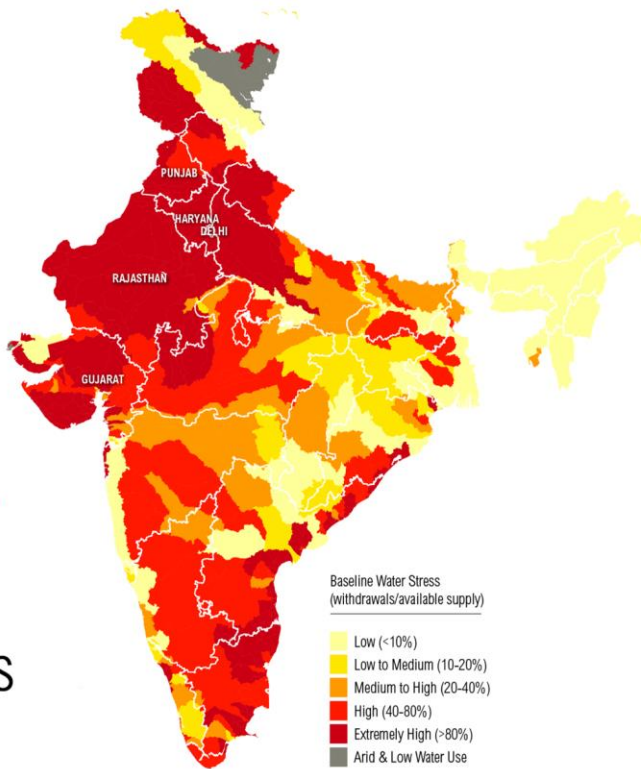 PUNJAB
HARYANA
DELHI
RAJASTHAN
GUJARAT
S
Baseline Water Stress
(withdrawals/available supply)
Low (<10%)
Low to Medium (10-20%)
Medium to High (20-40%)
High (40-80%)
Extremely High (>80%)
Arid & Low Water Use